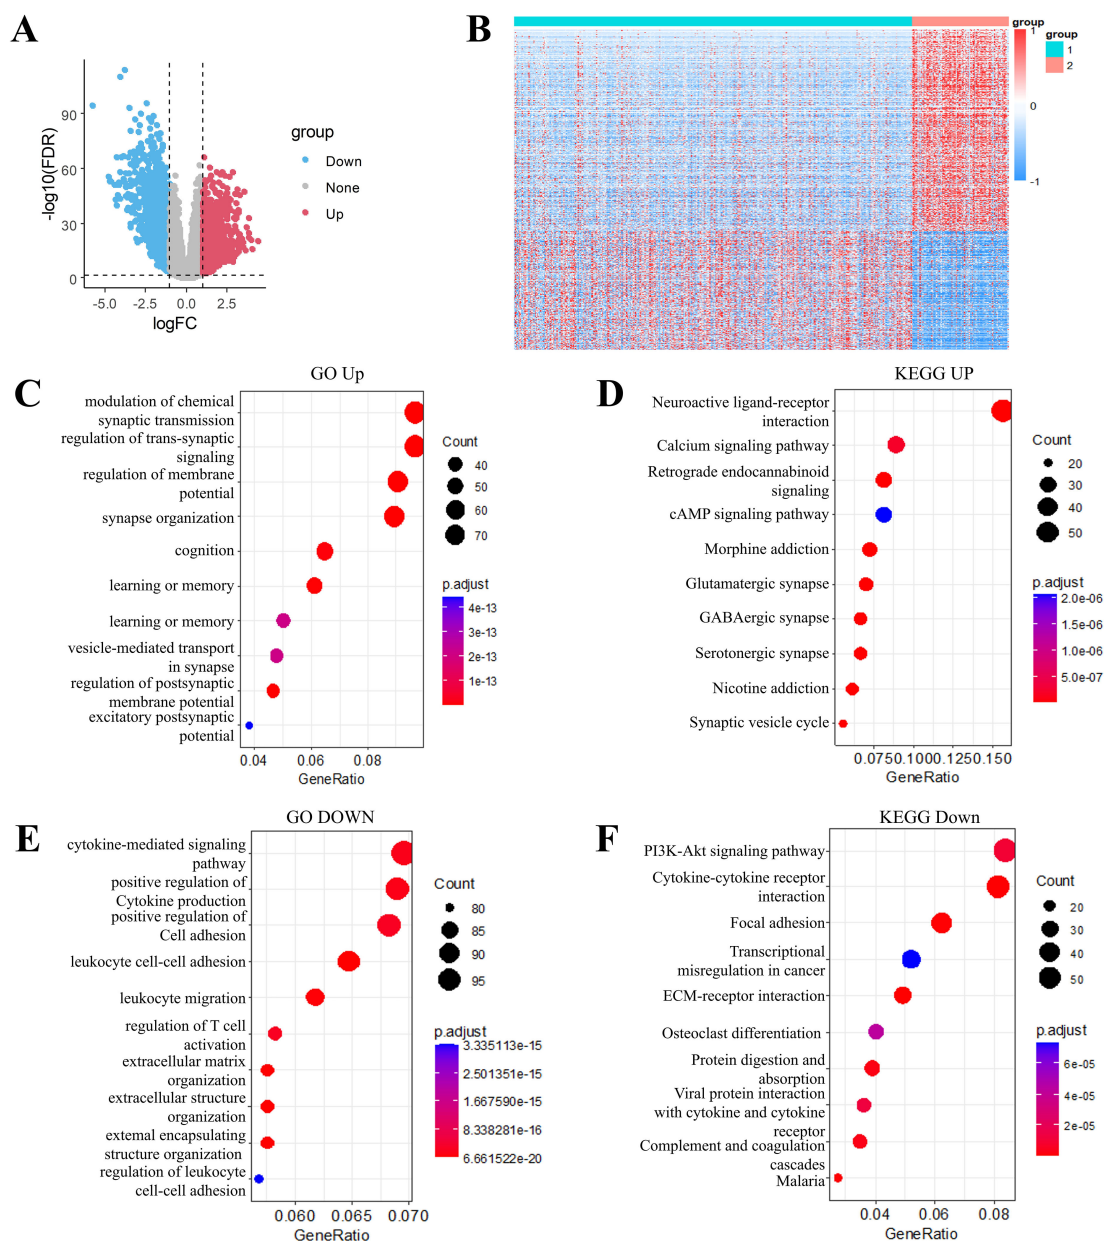 A
90
60
30
0
-log10(FDR)
-5.0
-2.5
0.0
2.5
logFC
group
Down
None
Up
B
group
1
0
-1
group
1
2
C
GO Up
modulation of chemical
synaptic transmission
regulation of trans-synaptic
signaling
regulation of membrane
potential
synapse organization
cognition
learning or memory
learning or memory
vesicle-mediated transport
in synapse
regulation of postsynaptic
membrane potential
excitatory postsynaptic
potential
0.04
0.06
0.08
GeneRatio
Count
40
50
60
70
p.adjust
4e-13
3e-13
2e-13
1e-13
D
KEGG UP
Neuroactive ligand-receptor
interaction
Calcium signaling pathway
Retrograde endocannabinoid
signaling
cAMP signaling pathway
Morphine addiction
Glutamatergic synapse
GABAergic synapse
Serotonergic synapse
Nicotine addiction
Synaptic vesicle cycle
0.075
0.100
0.125
0.150
GeneRatio
Count
20
30
40
50
p.adjust
2.0e-06
1.5e-06
1.0e-06
5.0e-07
E
GO DOWN
cytokine-mediated signaling
pathway
positive regulation of
Cytokine production
positive regulation of
Cell adhesion
leukocyte cell-cell adhesion
leukocyte migration
regulation of T cell
activation
extracellular matrix
organization
extracellular structure
organization
extemal encapsulating
structure organization
regulation of leukocyte
cell-cell adhesion
0.060
0.065
0.070
GeneRatio
Count
80
85
90
95
p.adjust
3.335113e-15
2.501351e-15
1.667590e-15
8.338281e-16
6.661522e-20
F
KEGG Down
PI3K-Akt signaling pathway
Cytokine-cytokine receptor
interaction
Focal adhesion
Transcriptional
misregulation in cancer
ECM-receptor interaction
Osteoclast differentiation
Protein digestion and
absorption
Viral protein interaction
with cytokine and cytokine
receptor
Complement and coagulation
cascades
Malaria
0.04
0.06
0.08
GeneRatio
Count
20
30
40
50
p.adjust
6e-05
4e-05
2e-05